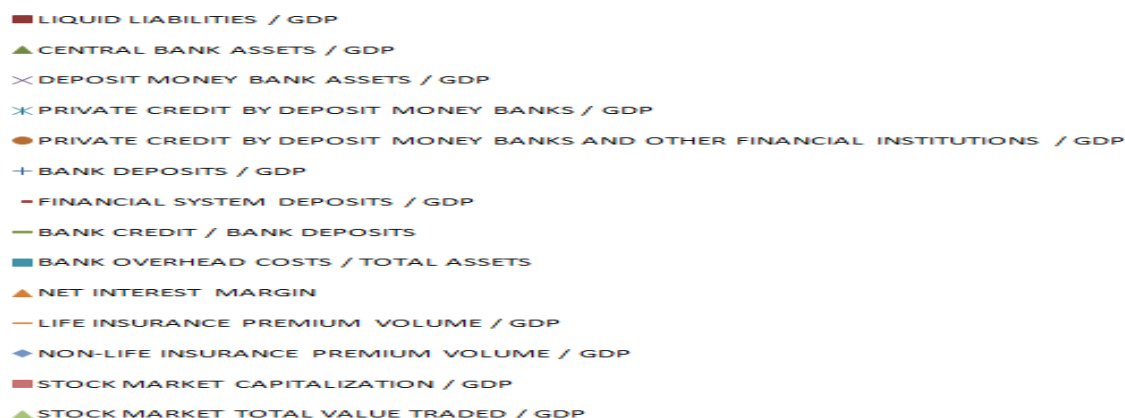 LIQUID LIABILITIES / GDP
CENTRAL BANK ASSETS / GDP
DEPOSIT MONEY BANK ASSETS / GDP
PRIVATE CREDIT BY DEPOSIT MONEY BANKS / GDP
PRIVATE CREDIT BY DEPOSIT MONEY BANKS AND OTHER FINANCIAL INSTITUTIONS / GDP
BANK DEPOSITS / GDP
FINANCIAL SYSTEM DEPOSITS / GDP
BANK CREDIT / BANK DEPOSITS
BANK OVERHEAD COSTS / TOTAL ASSETS
NET INTEREST MARGIN
LIFE INSURANCE PREMIUM VOLUME / GDP
NON-LIFE INSURANCE PREMIUM VOLUME / GDP
STOCK MARKET CAPITALIZATION / GDP
STOCK MARKET TOTAL VALUE TRADED / GDP